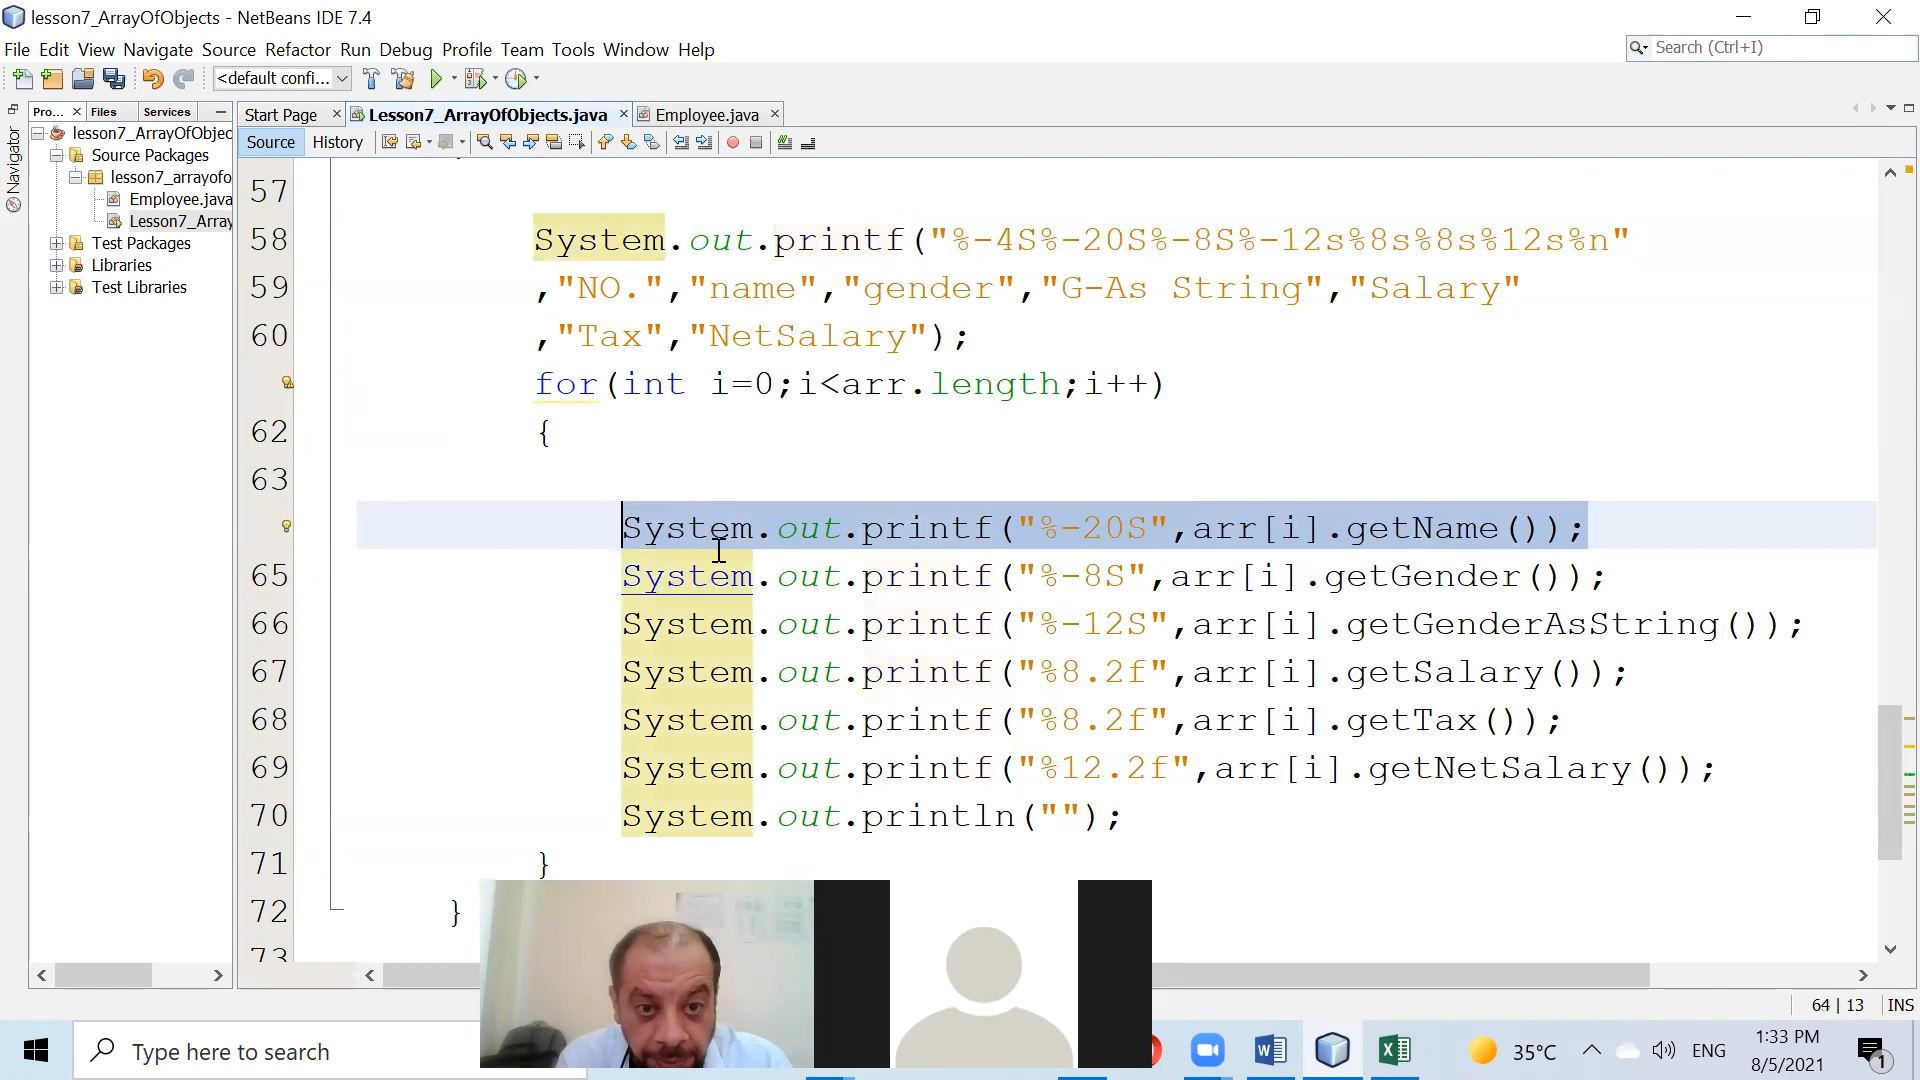 lesson7_ArrayOfObjects - NetBeans IDE 7.4
File Edit View Navigate Source Refactor Run Debug Profile Team Tools Window Help
Search (Ctrl+I)
<default confi...
Pro... Files Services
Start Page Lesson7_ArrayOfObjects.java Employee.java
Source History
Navigator
lesson7_ArrayOfObjec
Source Packages
lesson7_arrayofo
Employee.java
Lesson7_Array
Test Packages
Libraries
Test Libraries
57
58 System.out.printf("%-4S%-20S%-8S%-12s%8s%8s%12s%n"
59 ,"NO.","name","gender","G-As String","Salary"
60 ,"Tax","NetSalary");
for(int i=0;i<arr.length;i++)
62 {
63
System.out.printf("%-20S",arr[i].getName());
65 System.out.printf("%-8S",arr[i].getGender());
66 System.out.printf("%-12S",arr[i].getGenderAsString());
67 System.out.printf("%8.2f",arr[i].getSalary());
68 System.out.printf("%8.2f",arr[i].getTax());
69 System.out.printf("%12.2f",arr[i].getNetSalary());
70 System.out.println("");
71 }
72 }
73
64 | 13 INS
Type here to search
35°C ENG
1:33 PM
8/5/2021
1